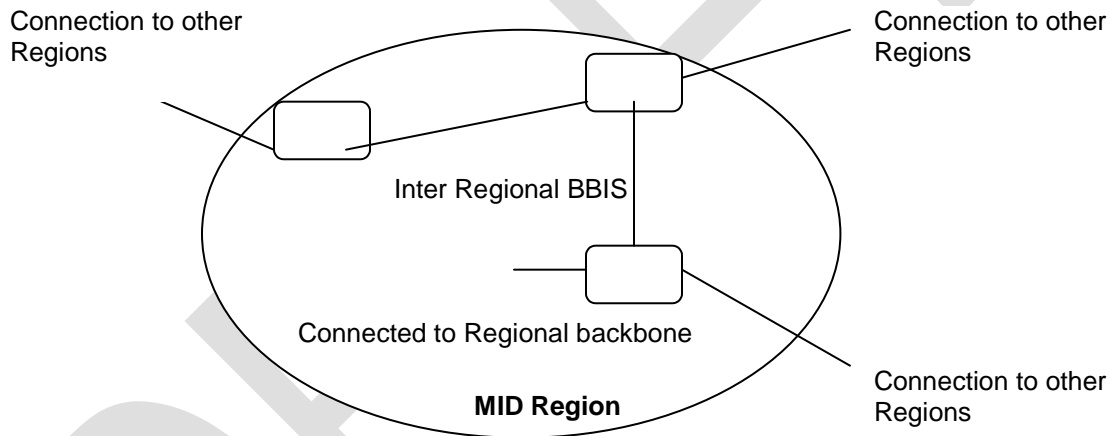 Connection to other
Regions
Connection to other
Regions
Inter Regional BBIS
Connected to Regional backbone
MID Region
Connection to other
Regions